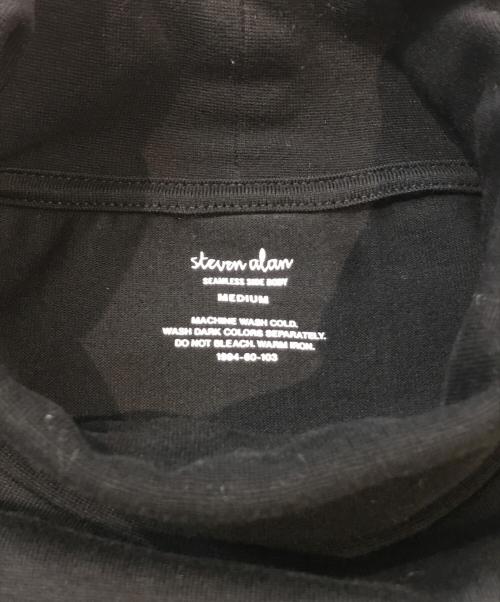 steven alan
SEAMLESS SIDE BODY
MEDIUM
MACHINE WASH COLD.
WASH DARK COLORS SEPARATELY.
DO NOT BLEACH. WARM IRON.
1994-60-103